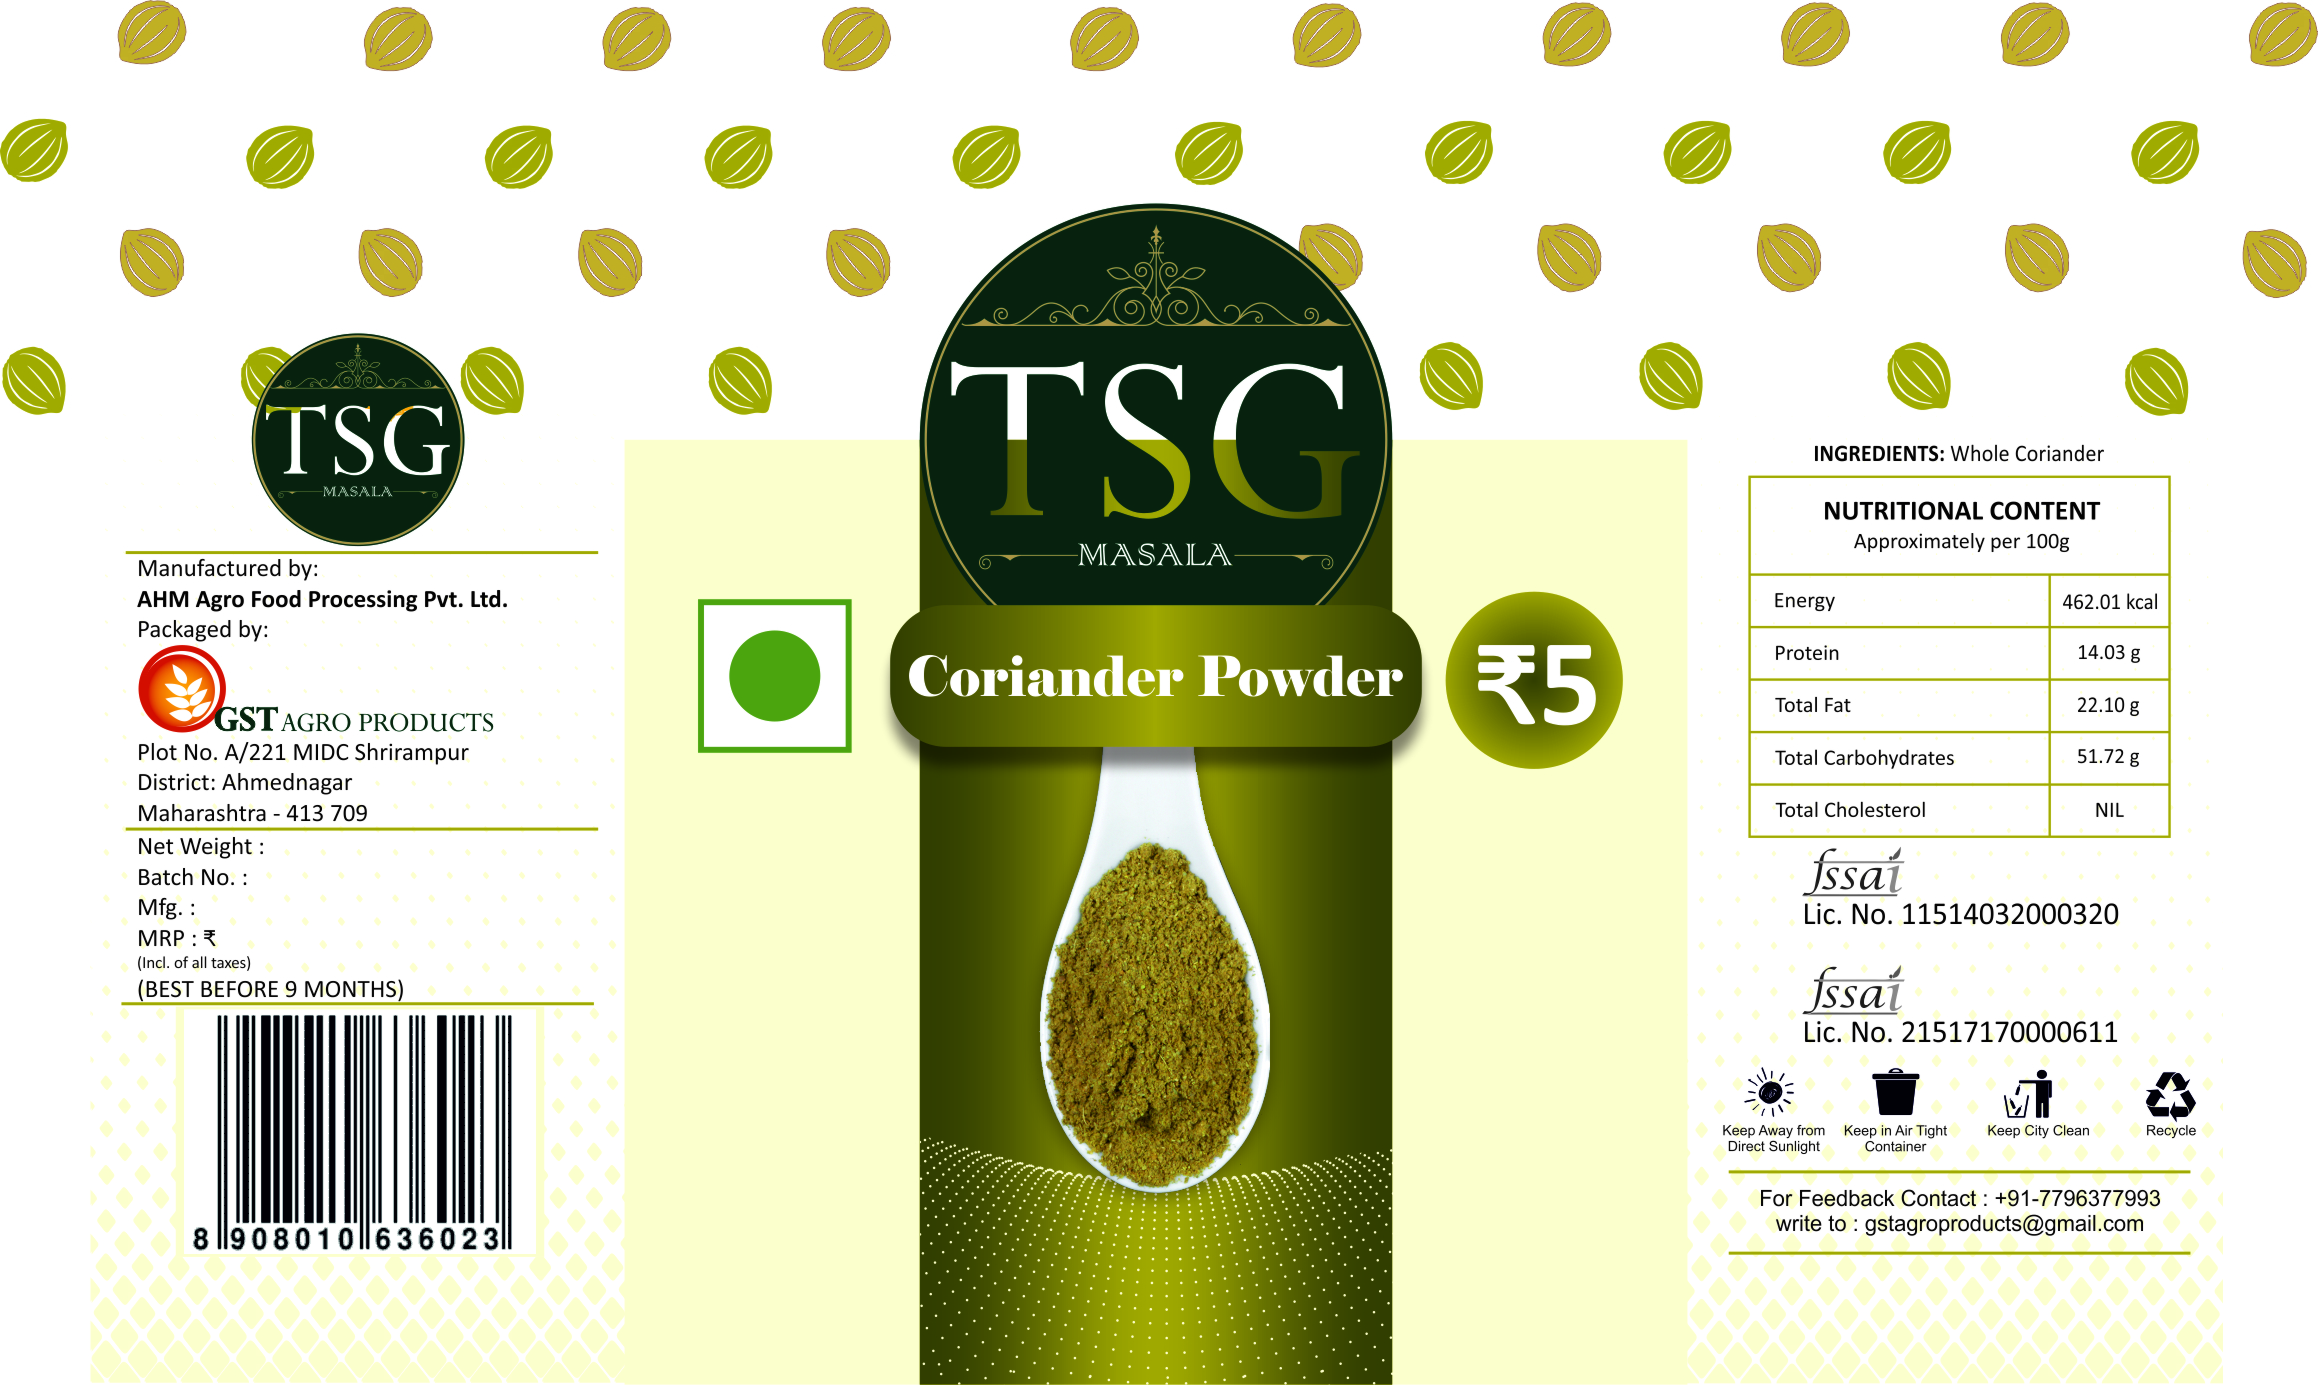 TSG
MASALA
Manufactured by:
AHM Agro Food Processing Pvt. Ltd.
Packaged by:
GST AGRO PRODUCTS
Plot No. A/221 MIDC Shrirampur
District: Ahmednagar
Maharashtra - 413 709
Net Weight :
Batch No. :
Mfg. :
MRP : ₹
(Incl. of all taxes)
(BEST BEFORE 9 MONTHS)
8 908010 636023
TSG
MASALA
Coriander Powder
₹5
INGREDIENTS: Whole Coriander
NUTRITIONAL CONTENT
Approximately per 100g
Energy 462.01 kcal
Protein 14.03 g
Total Fat 22.10 g
Total Carbohydrates 51.72 g
Total Cholesterol NIL
fssai
Lic. No. 11514032000320
fssai
Lic. No. 21517170000611
Keep Away from
Direct Sunlight
Keep in Air Tight
Container
Keep City Clean
Recycle
For Feedback Contact : +91-7796377993
write to : gstagroproducts@gmail.com